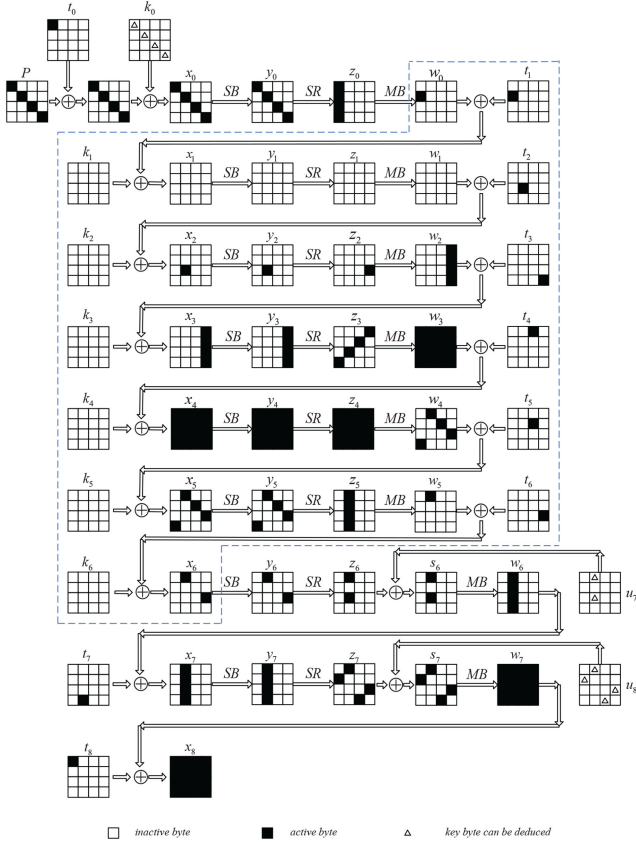 t0 k0
P x0 SB y0 SR z0 MB w0 t1
k1 x1 SB y1 SR z1 MB w1 t2
k2 x2 SB y2 SR z2 MB w2 t3
k3 x3 SB y3 SR z3 MB w3 t4
k4 x4 SB y4 SR z4 MB w4 t5
k5 x5 SB y5 SR z5 MB w5 t6
k6 x6 SB y6 SR z6 s6 MB w6 u7
t7 x7 SB y7 SR z7 s7 MB w7 u8
t8 x8
inactive byte active byte key byte can be deduced